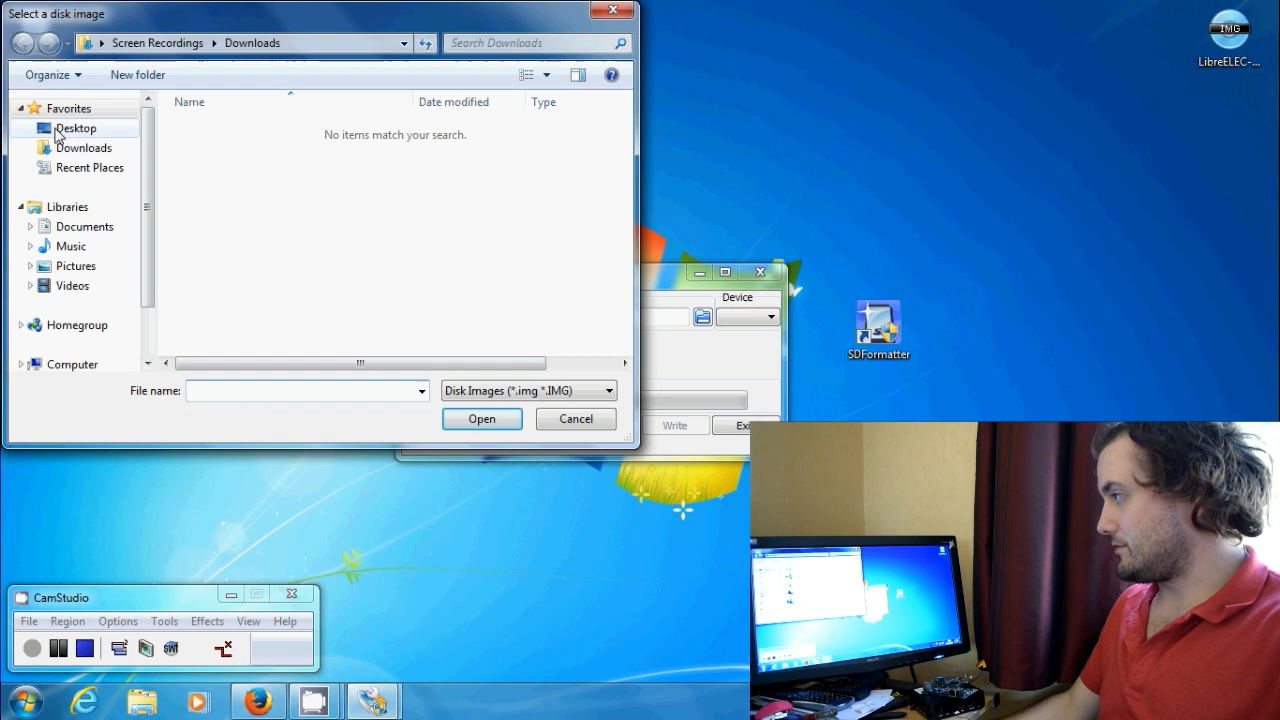 Select a disk image
Screen Recordings Downloads
Search Downloads
Organize New folder
Name Date modified Type
No items match your search.
Favorites
Desktop
Downloads
Recent Places
Libraries
Documents
Music
Pictures
Videos
Homegroup
Computer
File name: Disk Images (*.img *.IMG)
Open Cancel
IMG
LibreELEC-...
Device
SDFormatter
Write Exi
CamStudio
File Region Options Tools Effects View Help
SWF